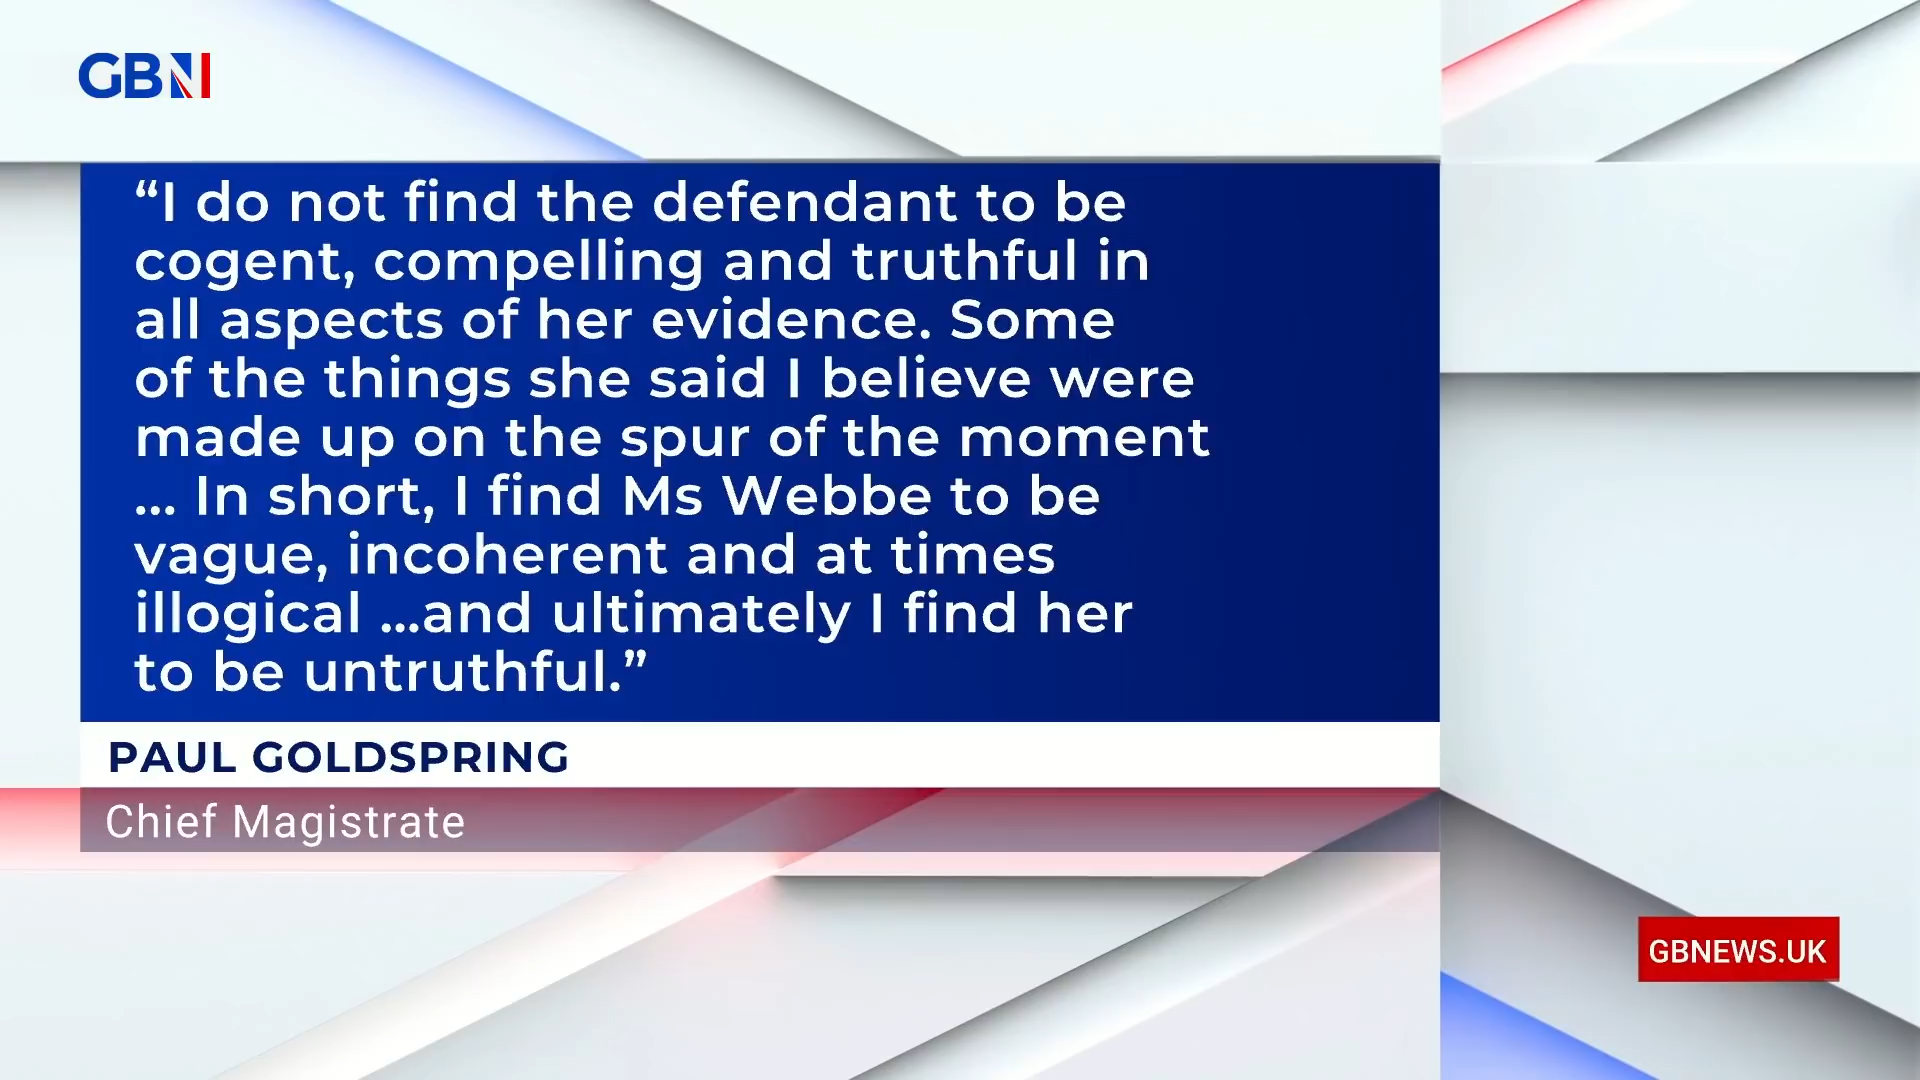 GBN
“I do not find the defendant to be
cogent, compelling and truthful in
all aspects of her evidence. Some
of the things she said I believe were
made up on the spur of the moment
... In short, I find Ms Webbe to be
vague, incoherent and at times
illogical ...and ultimately I find her
to be untruthful.”
PAUL GOLDSPRING
Chief Magistrate
GBNEWS.UK